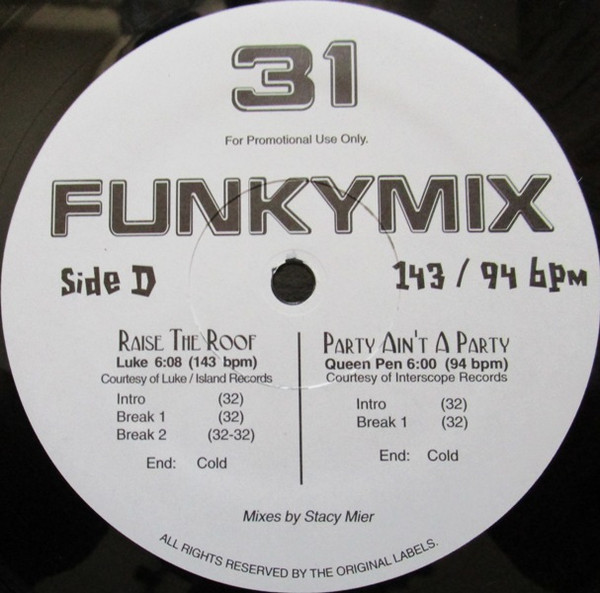 31
For Promotional Use Only.
FUNKYMIX
Side D
143 / 94 bpm
RAISE THE ROOF
Luke 6:08 (143 bpm)
Courtesy of Luke / Island Records
Intro (32)
Break 1 (32)
Break 2 (32-32)
End: Cold
PARTY AIN'T A PARTY
Queen Pen 6:00 (94 bpm)
Courtesy of Interscope Records
Intro (32)
Break 1 (32)
End: Cold
Mixes by Stacy Mier
ALL RIGHTS RESERVED BY THE ORIGINAL LABELS.